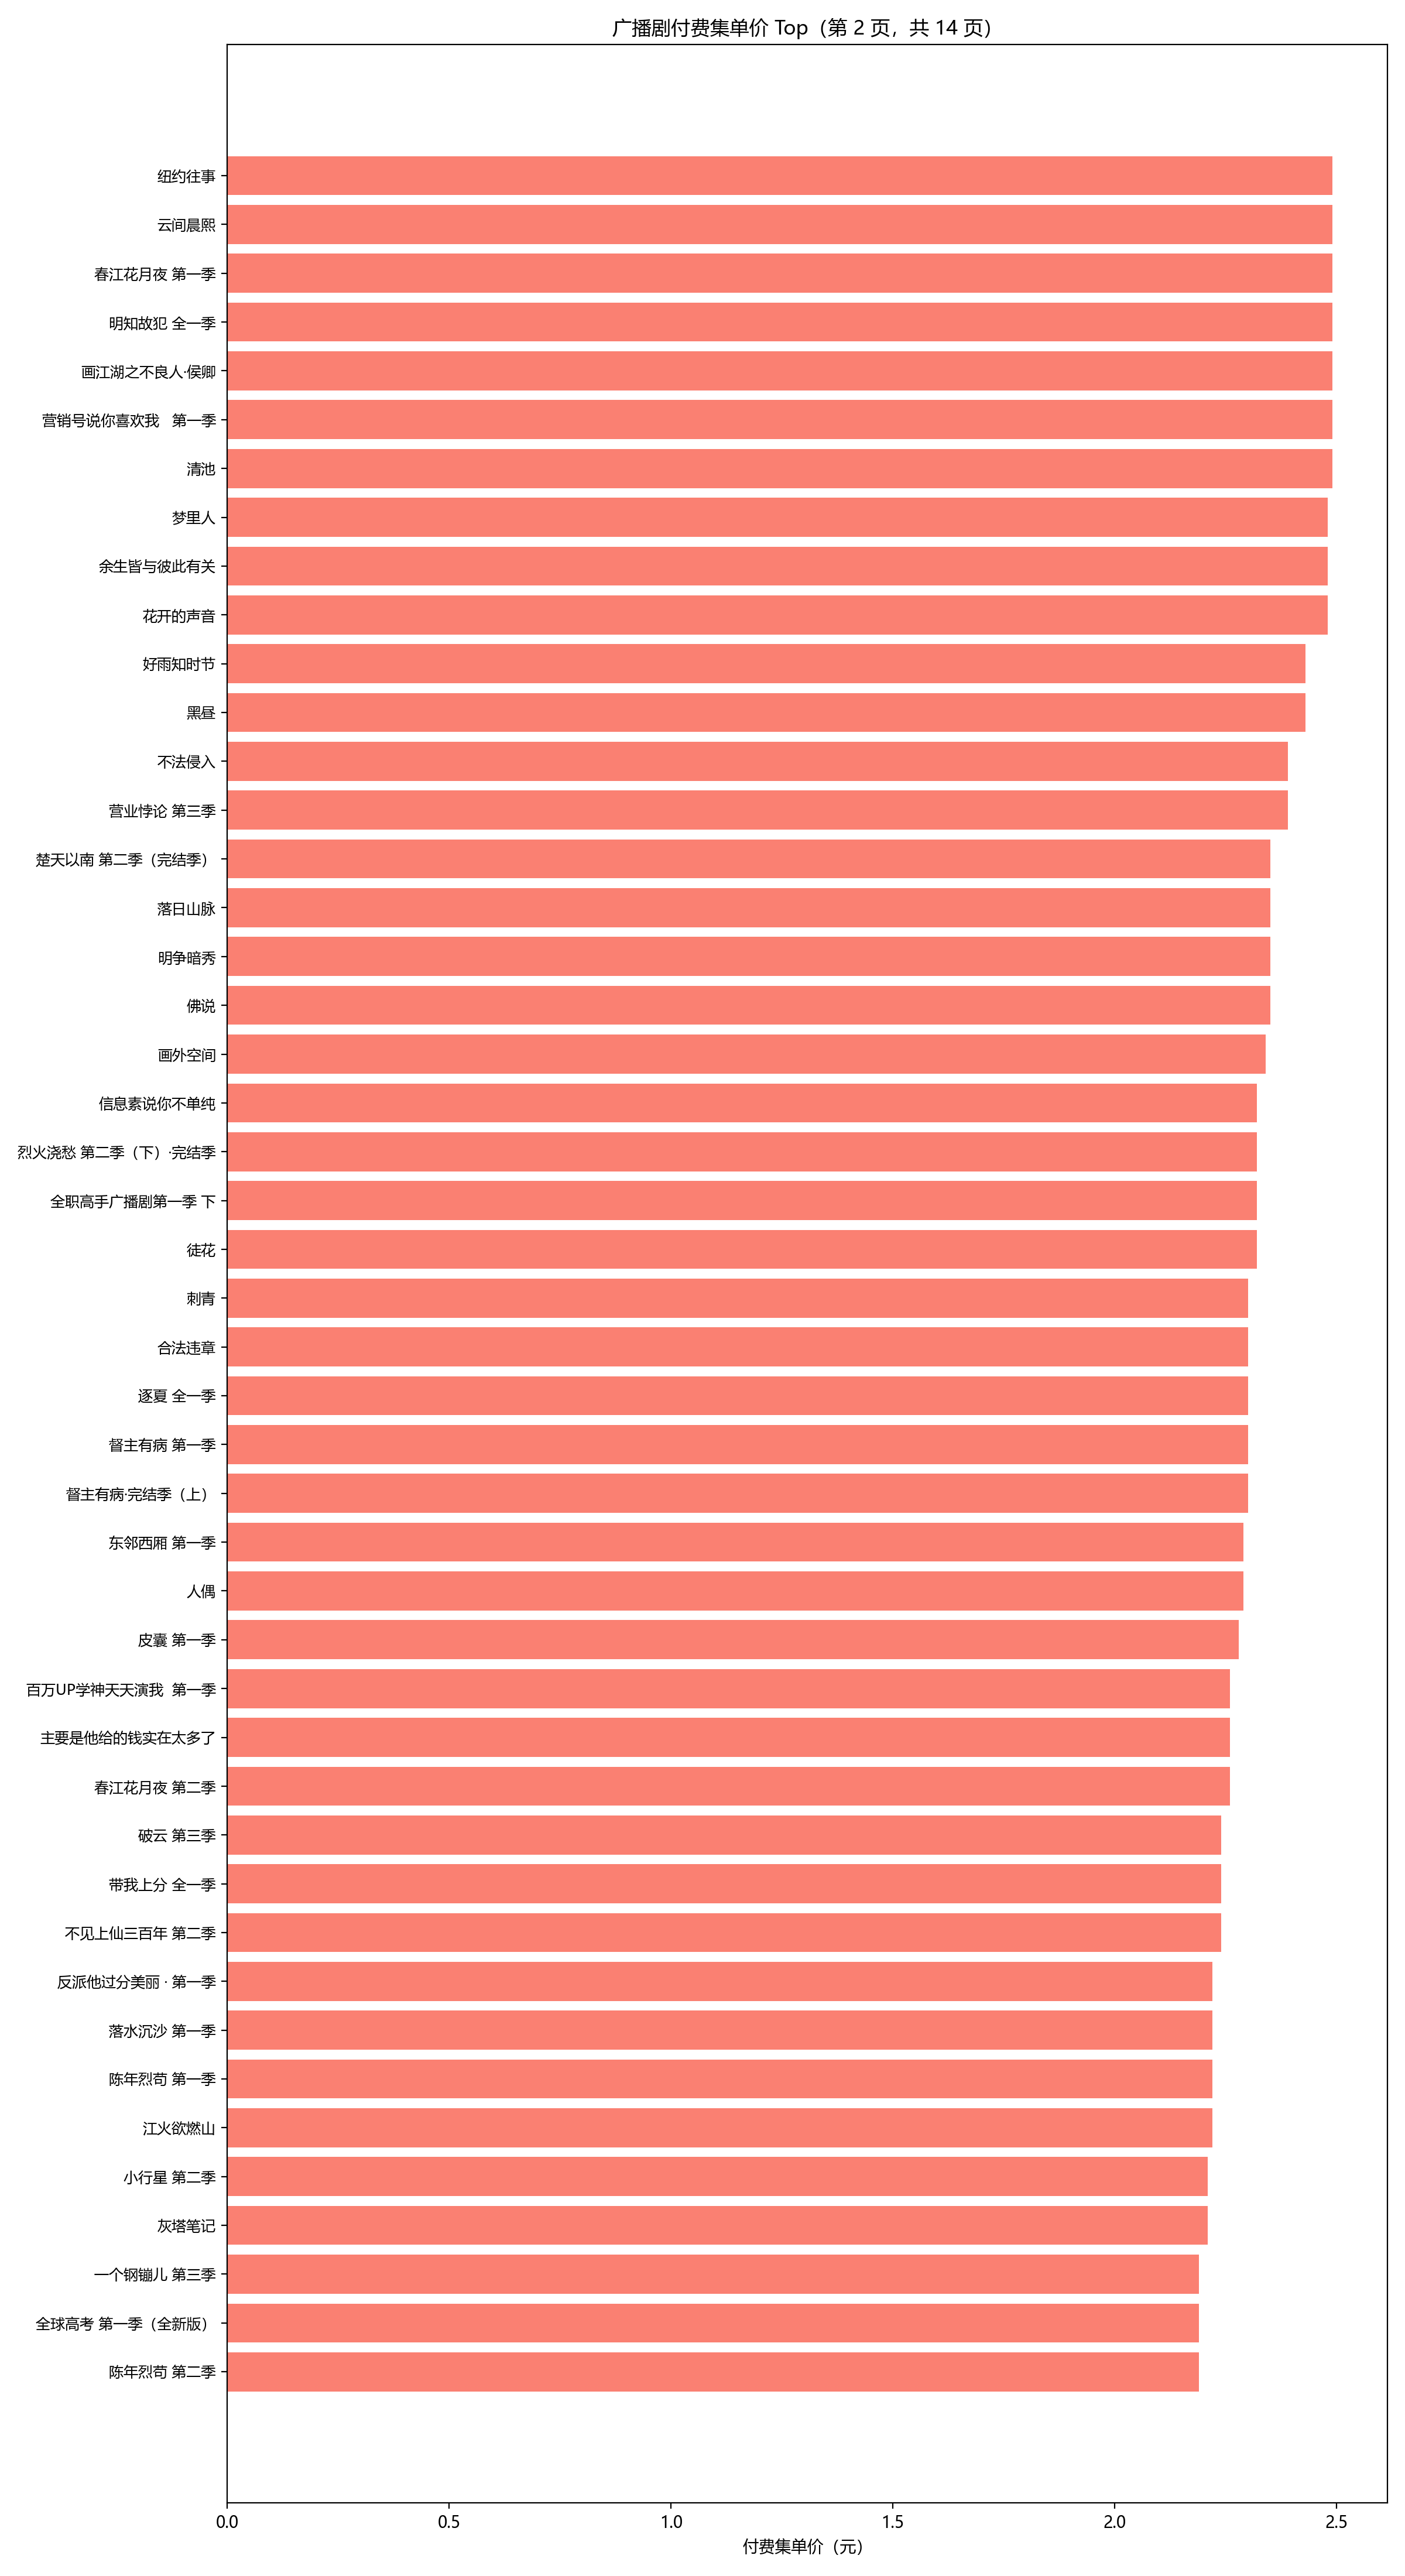 广播剧付费集单价 Top（第 2 页，共 14 页）
纽约往事
云间晨熙
春江花月夜 第一季
明知故犯 全一季
画江湖之不良人·侯卿
营销号说你喜欢我   第一季
清池
梦里人
余生皆与彼此有关
花开的声音
好雨知时节
黑昼
不法侵入
营业悖论 第三季
楚天以南 第二季（完结季）
落日山脉
明争暗秀
佛说
画外空间
信息素说你不单纯
烈火浇愁 第二季（下）·完结季
全职高手广播剧第一季 下
徒花
刺青
合法违章
逐夏 全一季
督主有病 第一季
督主有病·完结季（上）
东邻西厢 第一季
人偶
皮囊 第一季
百万UP学神天天演我  第一季
主要是他给的钱实在太多了
春江花月夜 第二季
破云 第三季
带我上分 全一季
不见上仙三百年 第二季
反派他过分美丽 · 第一季
落水沉沙 第一季
陈年烈苟 第一季
江火欲燃山
小行星 第二季
灰塔笔记
一个钢镚儿 第三季
全球高考 第一季（全新版）
陈年烈苟 第二季
0.0 0.5 1.0 1.5 2.0 2.5
付费集单价（元）